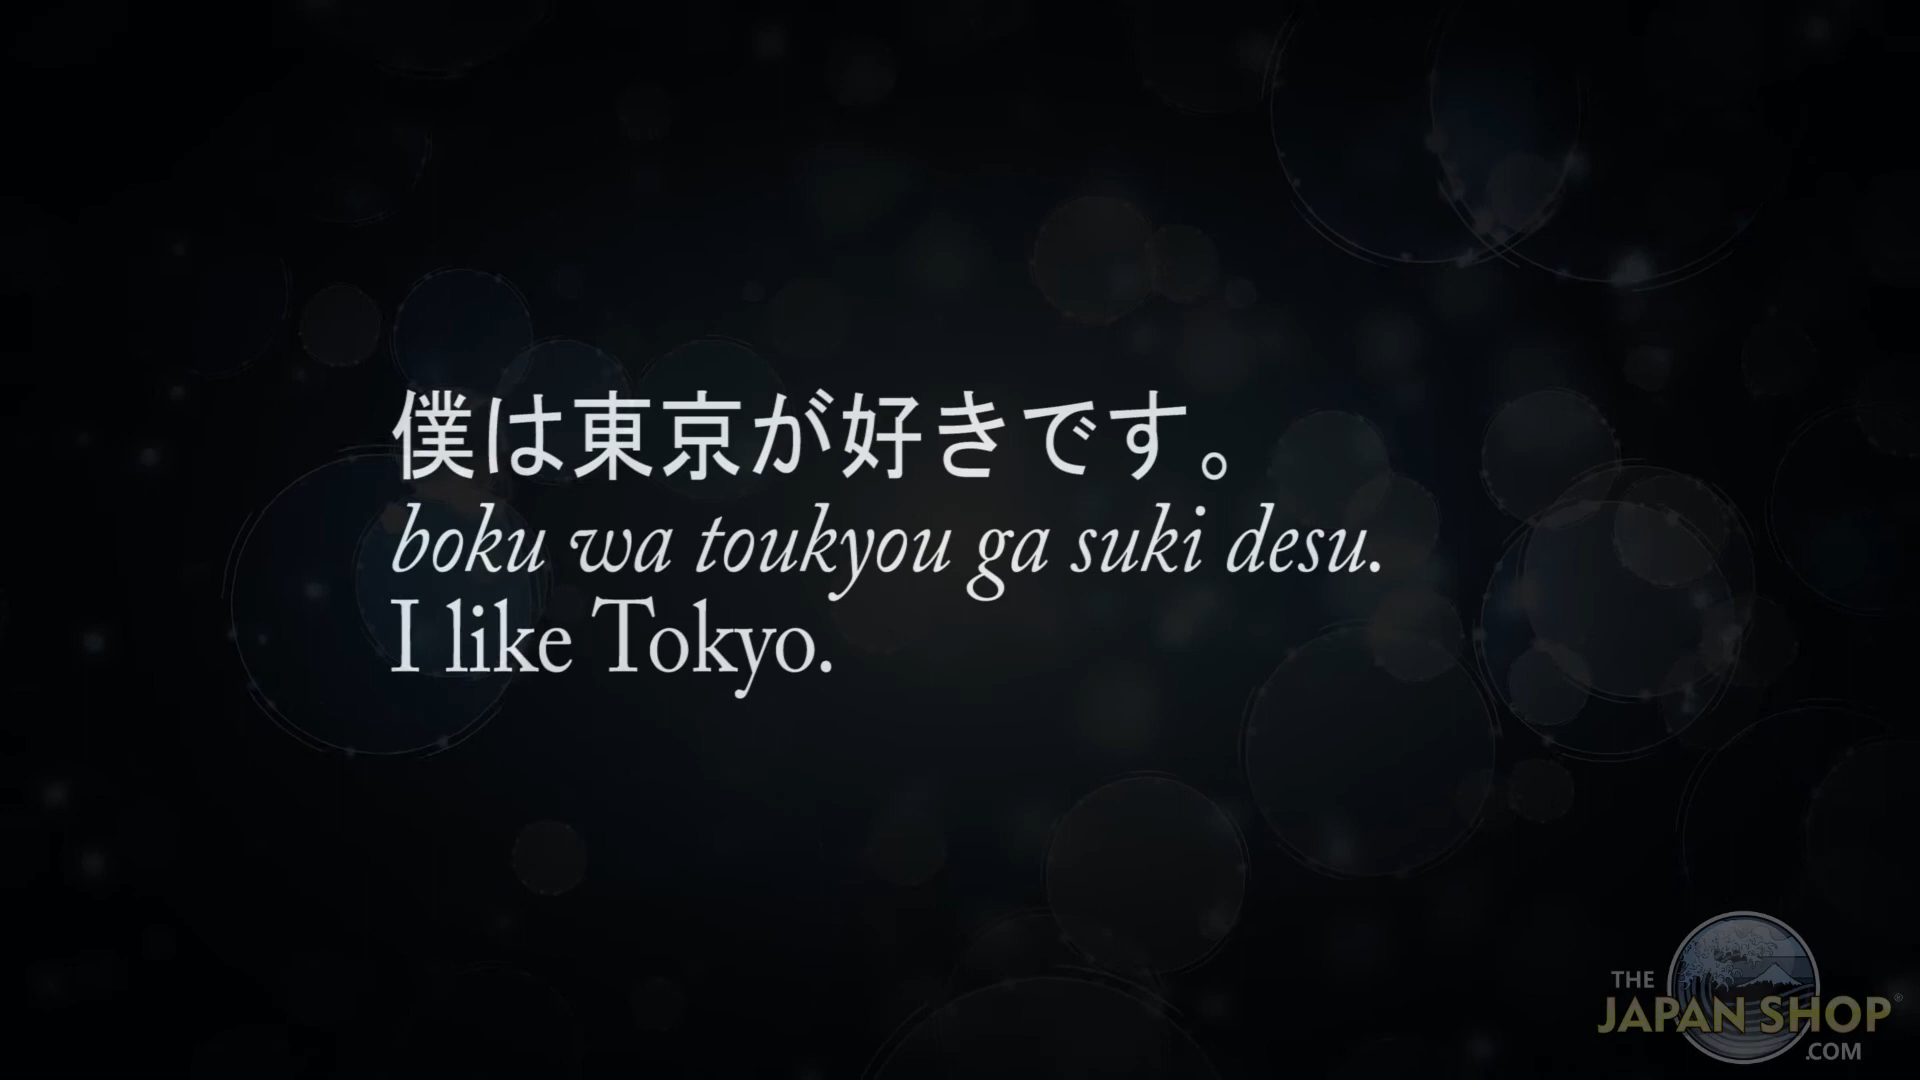 僕は東京が好きです。
boku wa toukyou ga suki desu.
I like Tokyo.
THE
JAPAN SHOP®
.COM